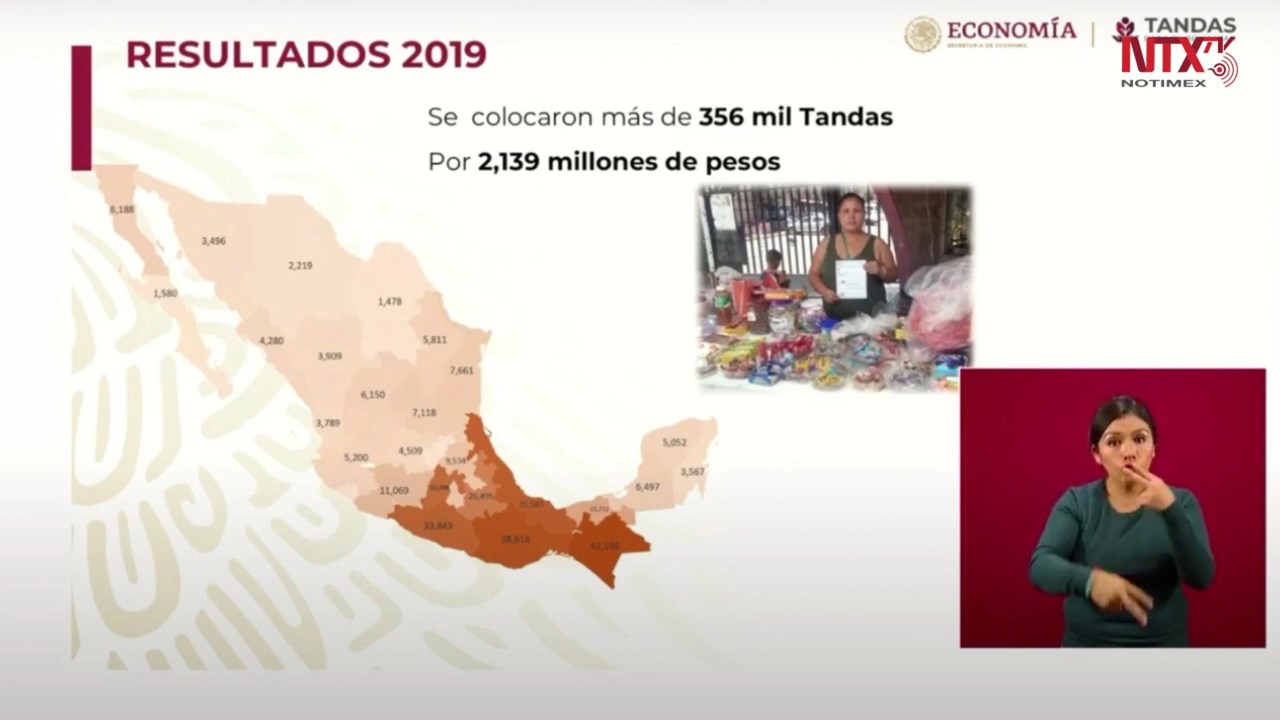 RESULTADOS 2019
ECONOMÍA
SECRETARÍA DE ECONOMÍA
TANDAS
NTX
NOTIMEX
Se colocaron más de 356 mil Tandas
Por 2,139 millones de pesos
6,188
3,496
2,219
1,580
1,478
4,280
3,909
5,811
7,661
6,150
7,118
3,789
5,200
4,509
9,534
5,052
3,567
11,069
6,497
26,495
33,843
38,614